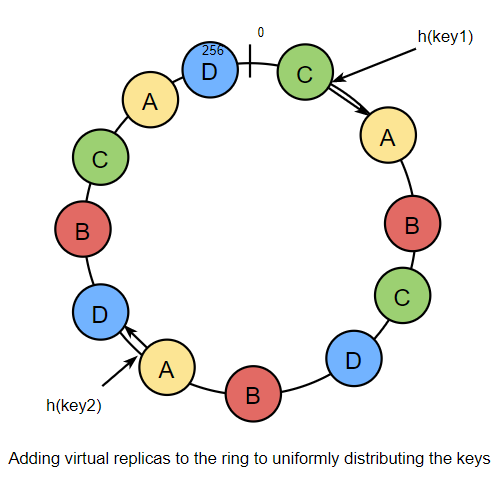 0
256
h(key1)
D
C
A
A
C
B
B
C
D
D
A
B
h(key2)
Adding virtual replicas to the ring to uniformly distributing the keys